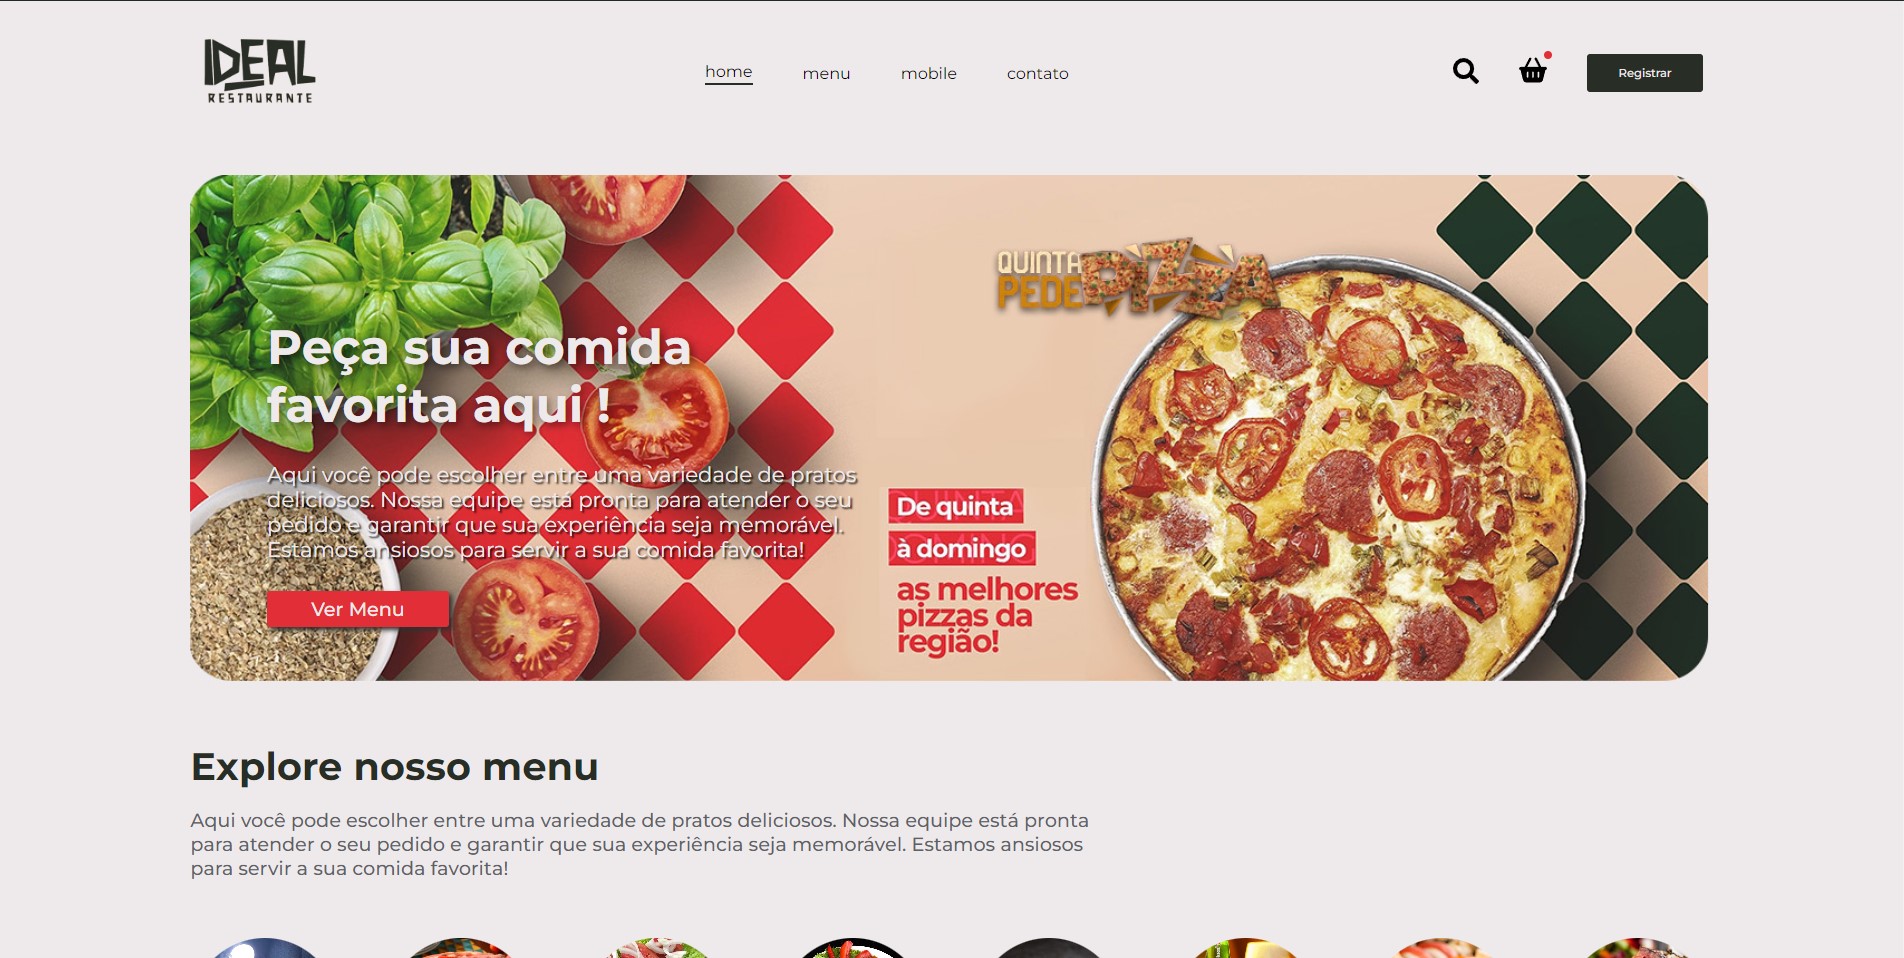 IDEAL
RESTAURANTE
home
menu
mobile
contato
Registrar
QUINTA
PEDE PIZZA
Peça sua comida
favorita aqui !
Aqui você pode escolher entre uma variedade de pratos
deliciosos. Nossa equipe está pronta para atender o seu
pedido e garantir que sua experiência seja memorável.
Estamos ansiosos para servir a sua comida favorita!
Ver Menu
De quinta
à domingo
as melhores
pizzas da
região!
Explore nosso menu
Aqui você pode escolher entre uma variedade de pratos deliciosos. Nossa equipe está pronta
para atender o seu pedido e garantir que sua experiência seja memorável. Estamos ansiosos
para servir a sua comida favorita!